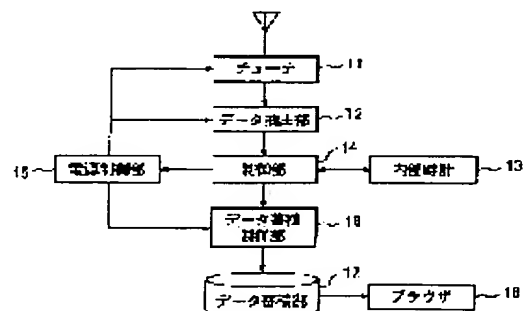 チューナ
11
データ抽出部
12
15
電源制御部
制御部
14
内部時計
13
データ蓄積
制御部
16
17
データ蓄積部
ブラウザ
18